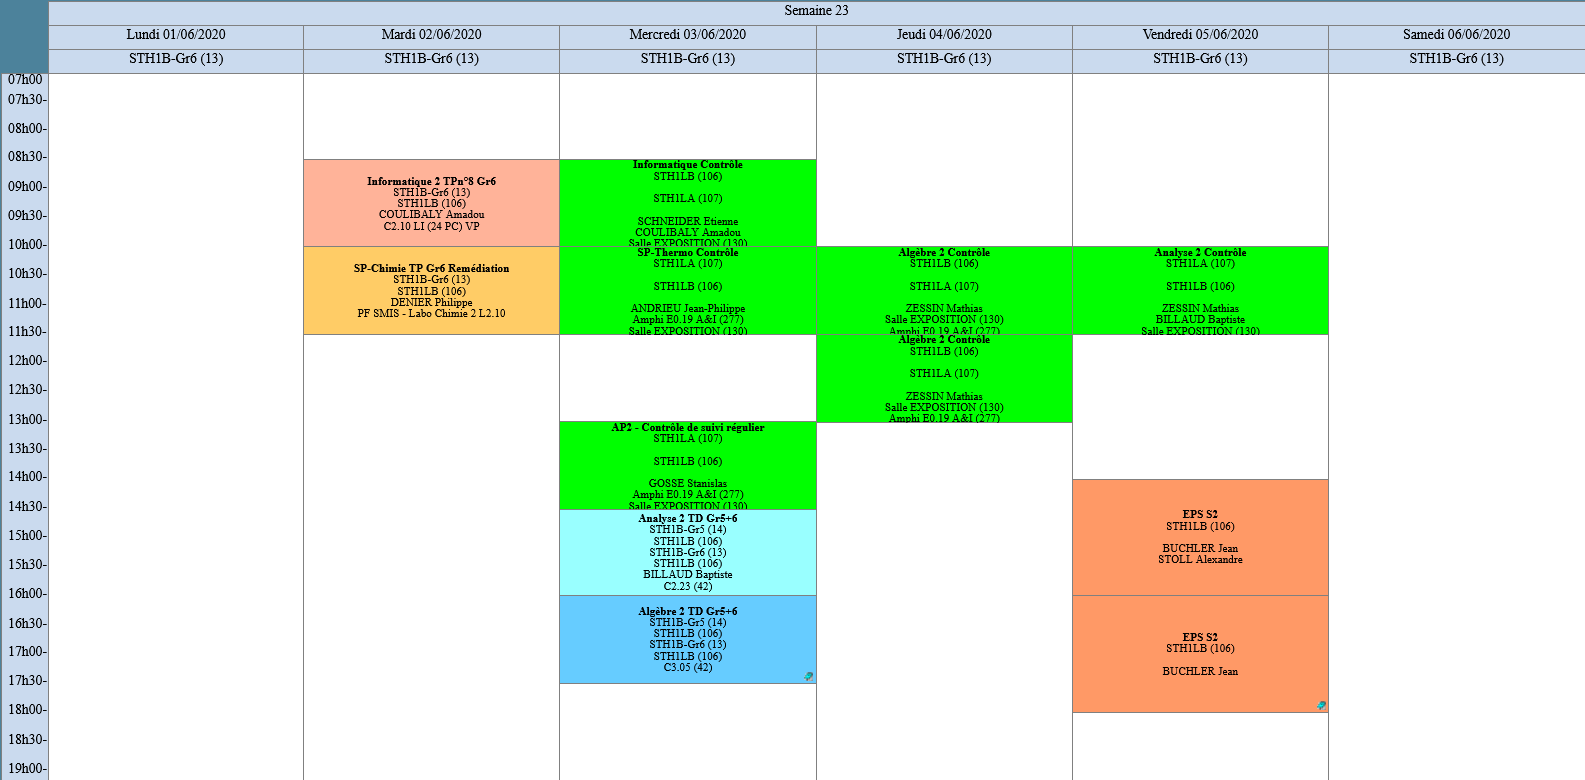 Semaine 23
Lundi 01/06/2020
Mardi 02/06/2020
Mercredi 03/06/2020
Jeudi 04/06/2020
Vendredi 05/06/2020
Samedi 06/06/2020
STH1B-Gr6 (13)
STH1B-Gr6 (13)
STH1B-Gr6 (13)
STH1B-Gr6 (13)
STH1B-Gr6 (13)
STH1B-Gr6 (13)
07h00
07h30-
08h00-
08h30-
09h00-
09h30-
10h00-
10h30-
11h00-
11h30-
12h00-
12h30-
13h00-
13h30-
14h00-
14h30-
15h00-
15h30-
16h00-
16h30-
17h00-
17h30-
18h00-
18h30-
19h00-
Informatique 2 TPn°8 Gr6
STH1B-Gr6 (13)
STH1LB (106)
COULIBALY Amadou
C2.10 LI (24 PC) VP
SP-Chimie TP Gr6 Remédiation
STH1B-Gr6 (13)
STH1LB (106)
DENIER Philippe
PF SMIS - Labo Chimie 2 L2.10
Informatique Contrôle
STH1LB (106)
STH1LA (107)
SCHNEIDER Etienne
COULIBALY Amadou
Salle EXPOSITION (130)
SP-Thermo Contrôle
STH1LA (107)
STH1LB (106)
ANDRIEU Jean-Philippe
Amphi E0.19 A&I (277)
Salle EXPOSITION (130)
AP2 - Contrôle de suivi régulier
STH1LA (107)
STH1LB (106)
GOSSE Stanislas
Amphi E0.19 A&I (277)
Salle EXPOSITION (130)
Analyse 2 TD Gr5+6
STH1B-Gr5 (14)
STH1LB (106)
STH1B-Gr6 (13)
STH1LB (106)
BILLAUD Baptiste
C2.23 (42)
Algèbre 2 TD Gr5+6
STH1B-Gr5 (14)
STH1LB (106)
STH1B-Gr6 (13)
STH1LB (106)
C3.05 (42)
Algèbre 2 Contrôle
STH1LB (106)
STH1LA (107)
ZESSIN Mathias
Salle EXPOSITION (130)
Amphi E0.19 A&I (277)
Algèbre 2 Contrôle
STH1LB (106)
STH1LA (107)
ZESSIN Mathias
Salle EXPOSITION (130)
Amphi E0.19 A&I (277)
Analyse 2 Contrôle
STH1LA (107)
STH1LB (106)
ZESSIN Mathias
BILLAUD Baptiste
Salle EXPOSITION (130)
EPS S2
STH1LB (106)
BUCHLER Jean
STOLL Alexandre
EPS S2
STH1LB (106)
BUCHLER Jean